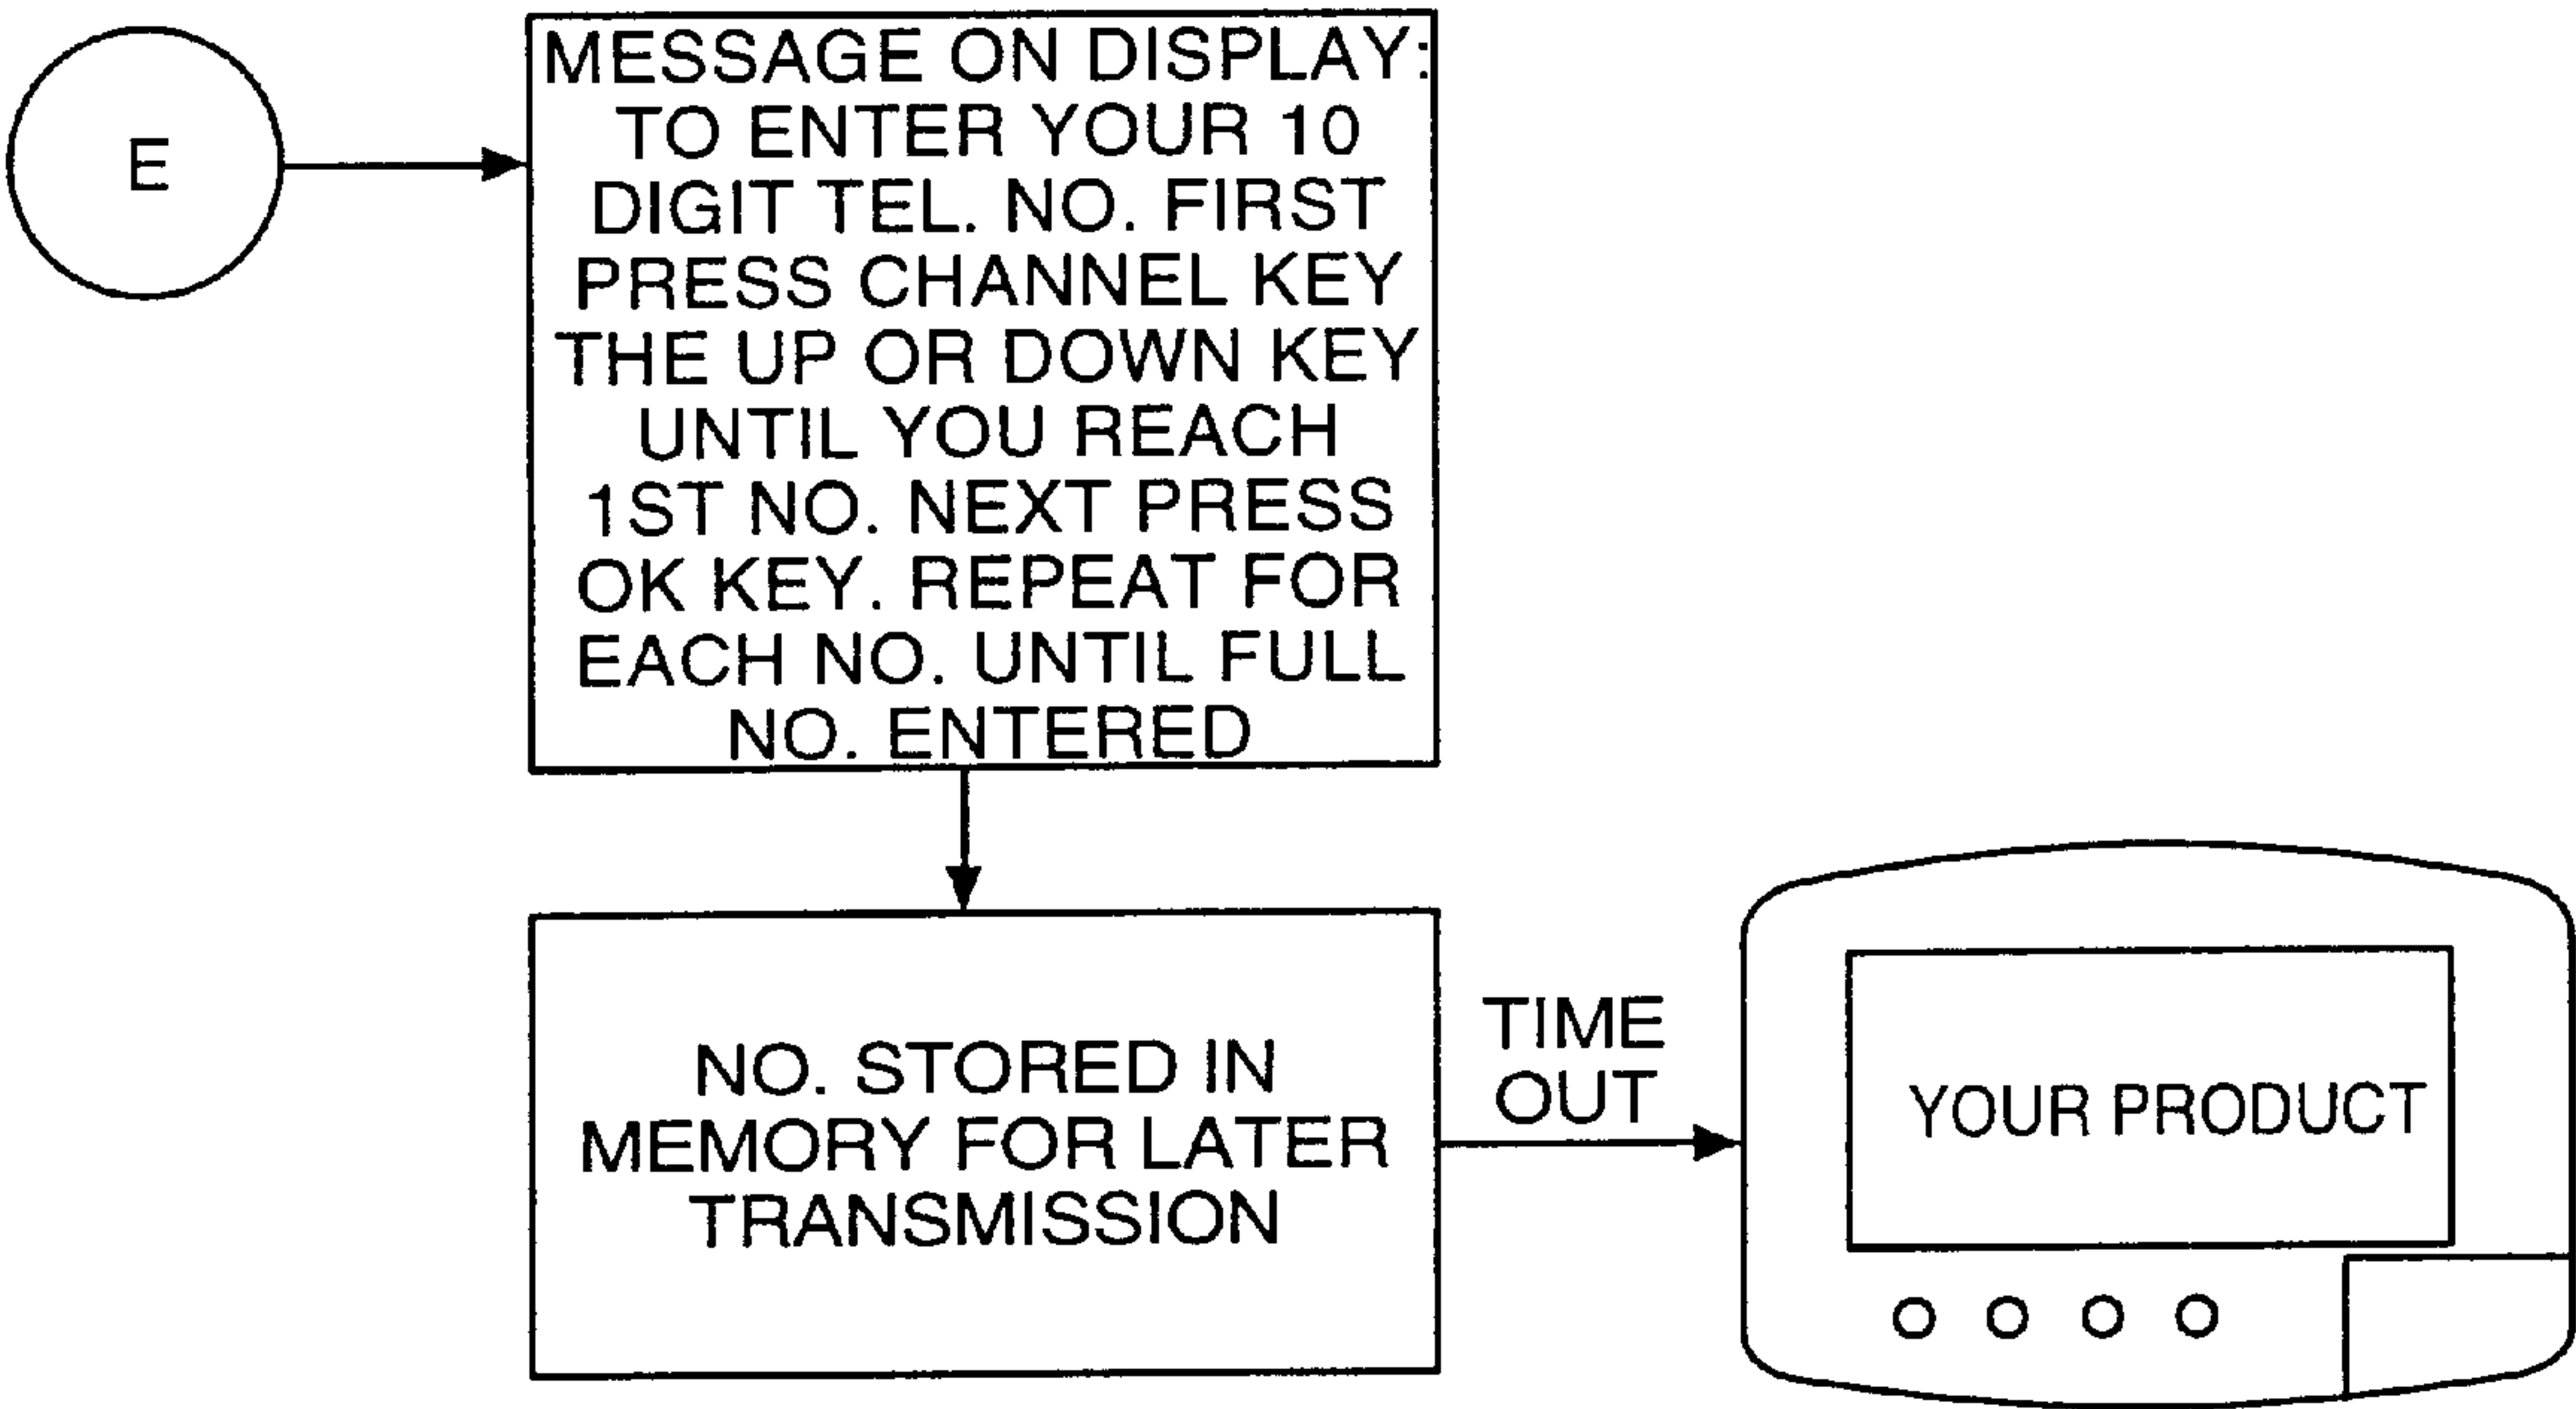 E
MESSAGE ON DISPLAY:
TO ENTER YOUR 10
DIGIT TEL. NO. FIRST
PRESS CHANNEL KEY
THE UP OR DOWN KEY
UNTIL YOU REACH
1ST NO. NEXT PRESS
OK KEY. REPEAT FOR
EACH NO. UNTIL FULL
NO. ENTERED
NO. STORED IN
MEMORY FOR LATER
TRANSMISSION
TIME
OUT
YOUR PRODUCT